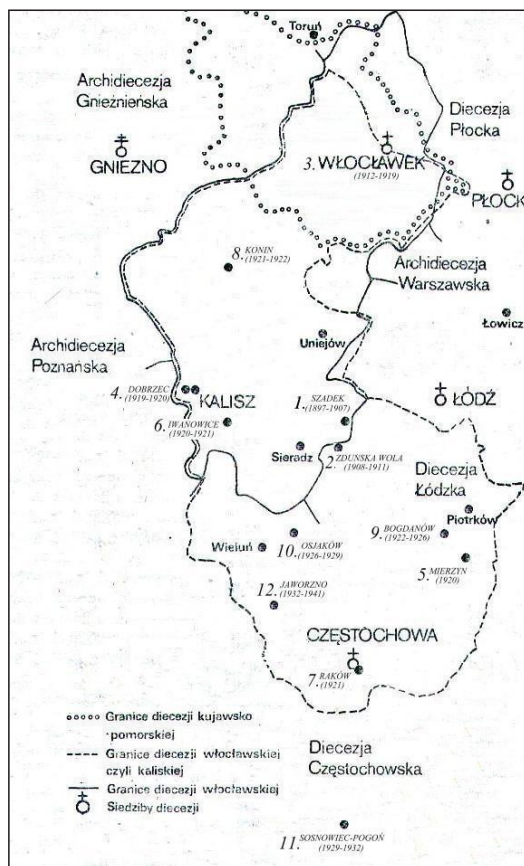 Toruń
Archidiecezja
Gnieźnieńska
GNIEZNO
Diecezja
Płocka
3. WŁOCŁAWEK
(1912-1919)
PŁOCK
8. KONIN
(1921-1922)
Archidiecezja
Warszawska
Łowicz
Uniejów
Archidiecezja
Poznańska
4. DOBRZEC
(1919-1920)
KALISZ
1. SZADEK
(1897-1907)
ŁÓDŹ
6. IWANOWICE
(1920-1921)
Sieradz
2. ZDUŃSKA WOLA
(1908-1911)
Diecezja
Łódzka
Piotrków
9. BOGDANÓW
(1922-1926)
10. OSJAKÓW
(1926-1929)
Wieluń
5. MIERZYN
(1920)
12. JAWORZNO
(1932-1941)
CZĘSTOCHOWA
7. RAKÓW
(1921)
Granice diecezji kujawsko
pomorskiej
Granice diecezji włocławskiej
czyli kaliskiej
Granice diecezji włocławskiej
Siedziby diecezji
Diecezja
Częstochowska
11. SOSNOWIEC-POGOŃ
(1929-1932)